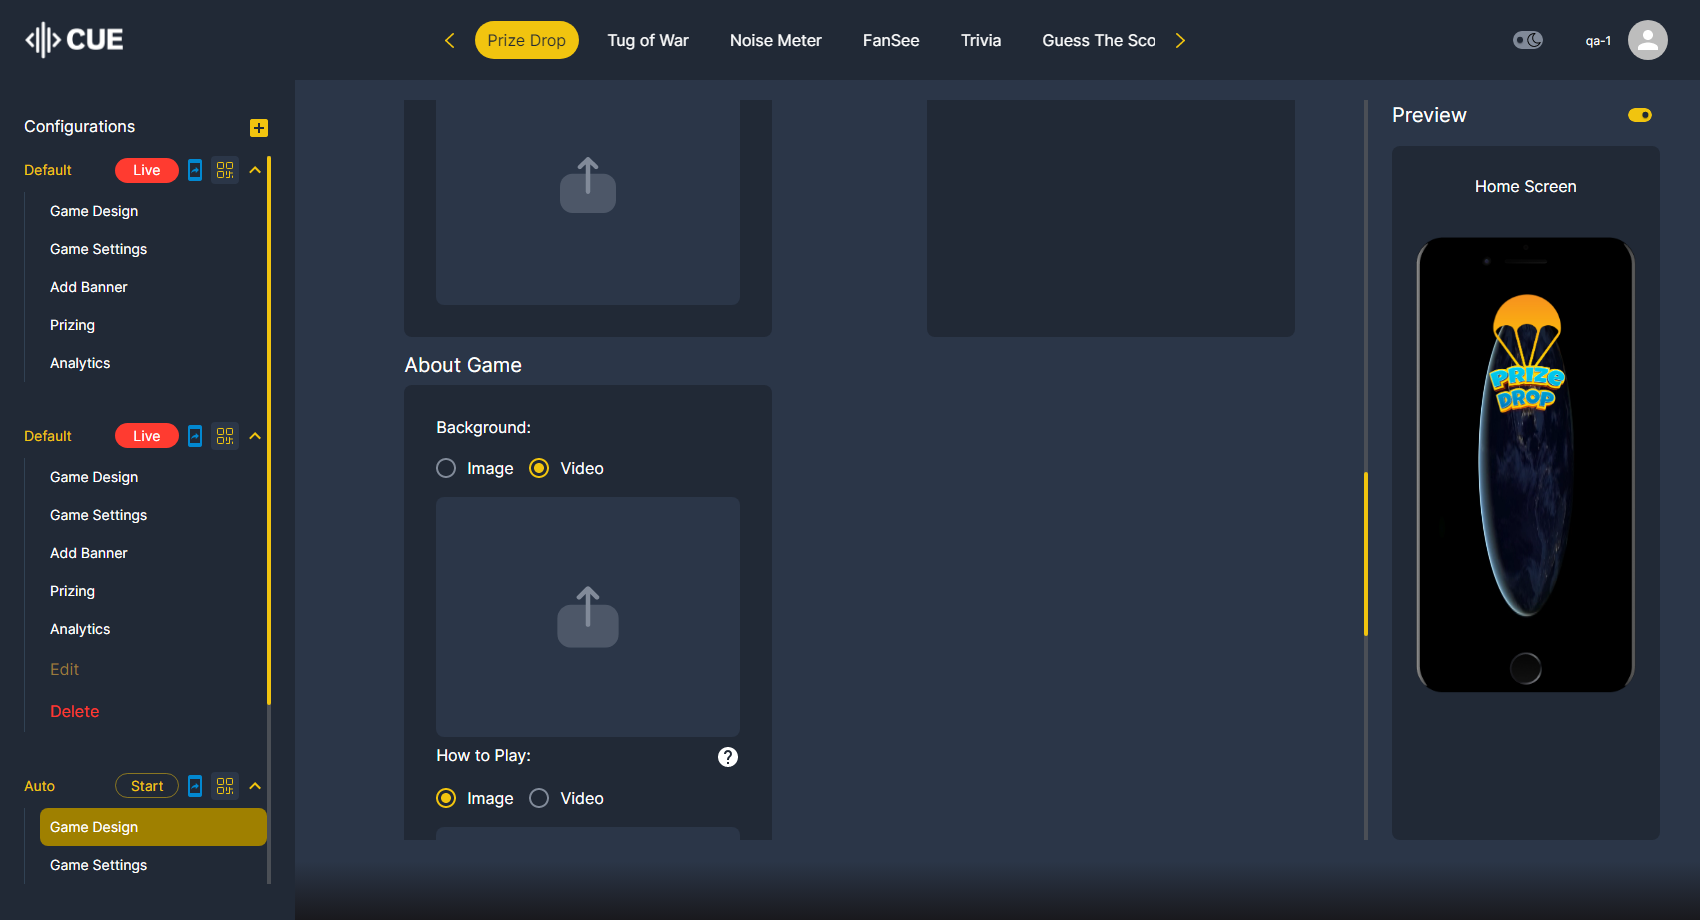 CUE
Prize Drop
Tug of War
Noise Meter
FanSee
Trivia
Guess The Sco
qa-1
Configurations
Default
Live
Game Design
Game Settings
Add Banner
Prizing
Analytics
Default
Live
Game Design
Game Settings
Add Banner
Prizing
Analytics
Edit
Delete
Auto
Start
Game Design
Game Settings
About Game
Background:
Image
Video
How to Play:
?
Image
Video
Preview
Home Screen
PRIZE
DROP